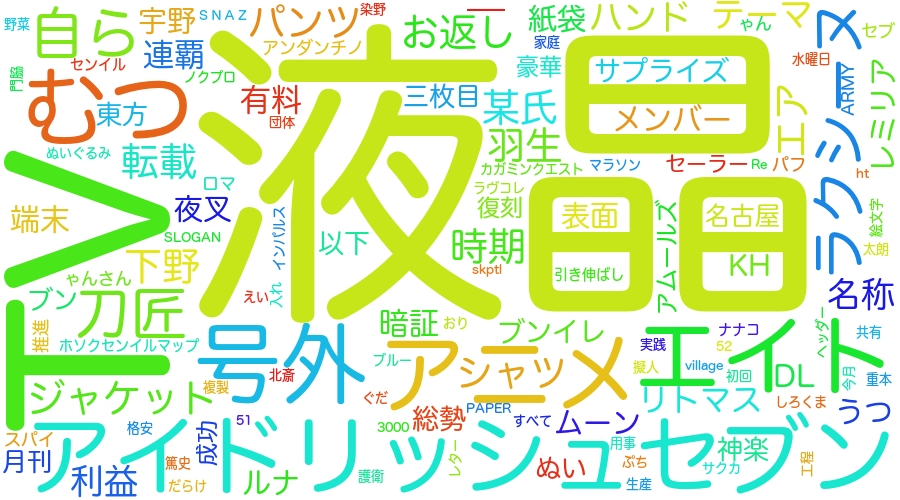 液晶
TV
アイドリッシュセブン
エイト
アニメ
号外
むつ
ラクシ
ヌ
刀匠
自ら
野菜
宇野
SNAZ
パンツ
染野
連覇
センイル
アンダンチノ
ノクプロ
門脇
東方
有料
団体
ぬいぐるみ
転載
ロマ
夜叉
端末
SLOGAN
下野
ゃんさん
ブン
推進
ホソクセンイルマップ
ジャケット
複製
北斎
えい
入れ
インパルス
以下
お返し
三枚目
紙袋
ハンド
テーマ
ゃん
家庭
豪華
サプライズ
水曜日
セブ
某氏
メンバー
羽生
エア
ARMY
レミリア
カガミンクエスト
マラソン
セーラー
Re
パフ
ht
ラヴコレ
復刻
表面
名古屋
アムールズ
絵文字
太朗
時期
skptl
引き伸ばし
KH
名称
暗証
おり
ブンイレ
ブルー
シャツ
ぐだ
実践
ナナコ
52
ヘッダー
共有
擬人
village
初回
DL
今月
重本
リトマス
しろくま
うつ
総勢
PAPER
すべて
ムーン
3000
スパイ
格安
成功
51
月刊
利益
篤史
だらけ
ルナ
護衛
レター
ぬい
ぷち
用事
生産
サクカ
神楽
工程